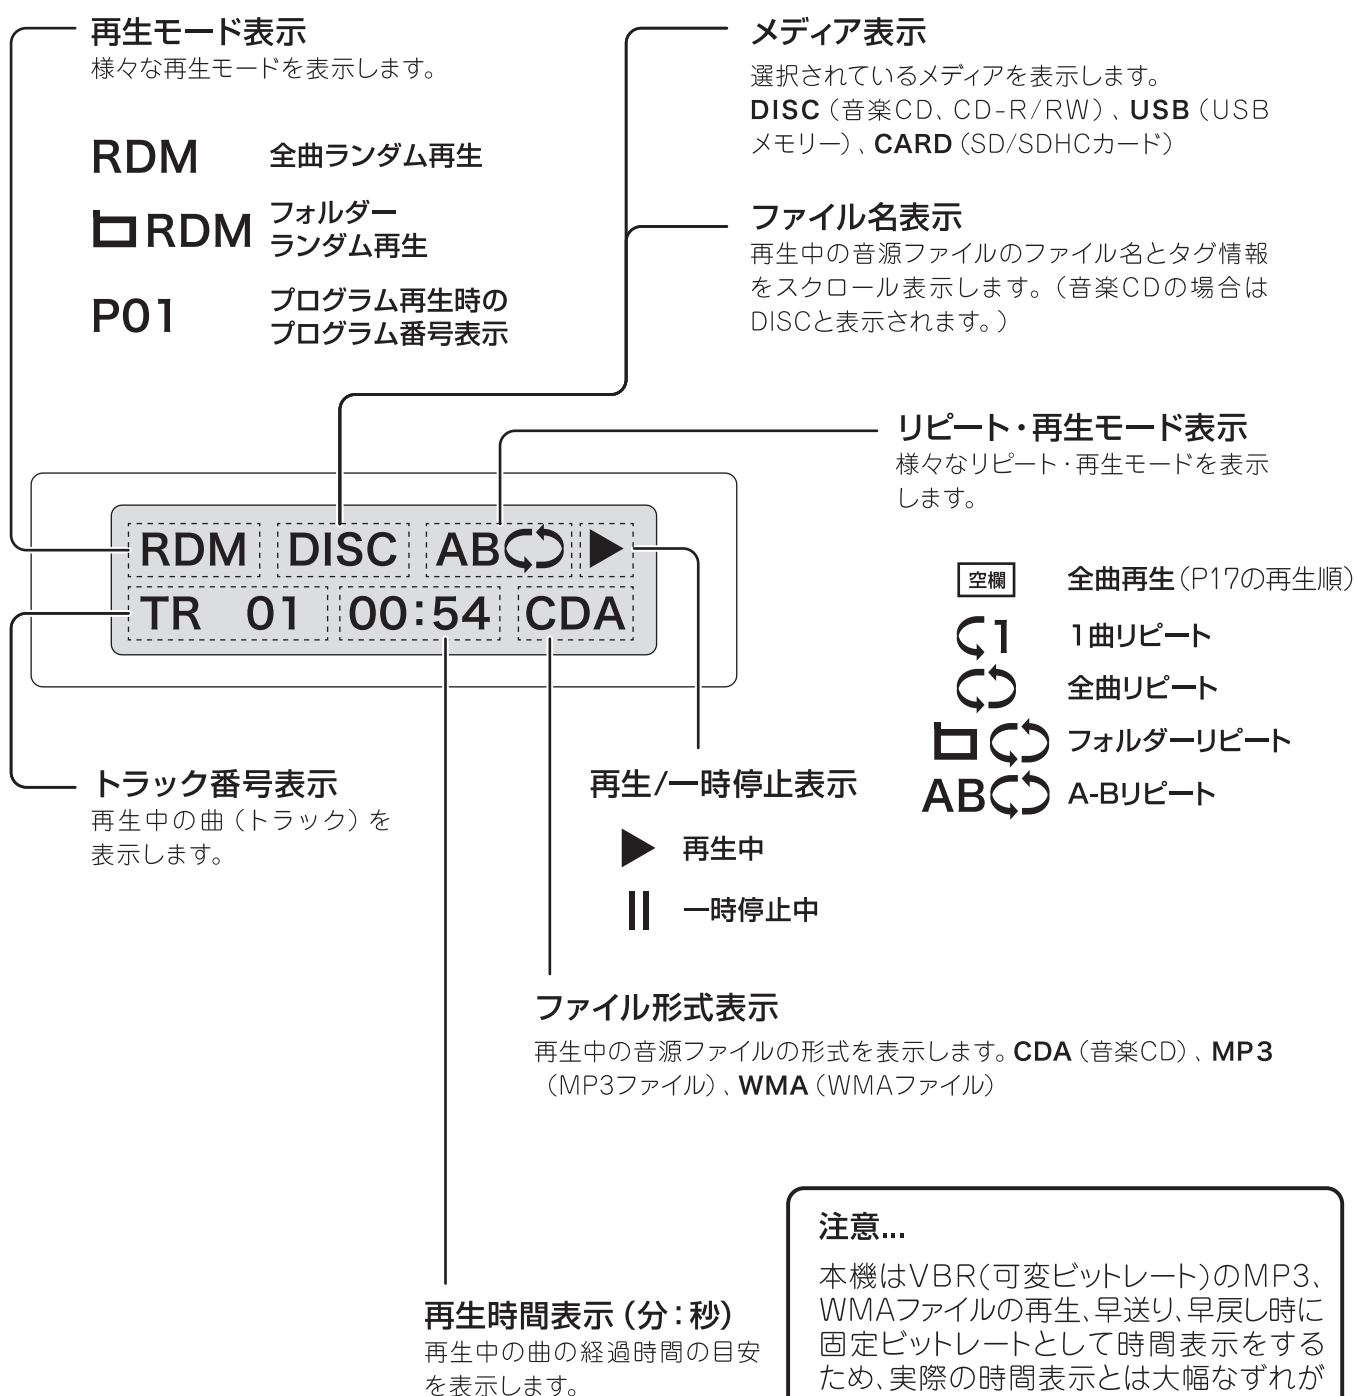 再生モード表示
様々な再生モードを表示します。
RDM 全曲ランダム再生
RDM フォルダー
ランダム再生
P01 プログラム再生時の
プログラム番号表示
メディア表示
選択されているメディアを表示します。
DISC（音楽CD、CD-R/RW）、USB（USB
メモリー）、CARD（SD/SDHCカード）
ファイル名表示
再生中の音源ファイルのファイル名とタグ情報
をスクロール表示します。（音楽CDの場合は
DISCと表示されます。）
リピート・再生モード表示
様々なリピート・再生モードを表示
します。
空欄 全曲再生（P17の再生順）
1 1曲リピート
全曲リピート
フォルダーリピート
AB A-Bリピート
RDM DISC AB
TR 01 00:54 CDA
トラック番号表示
再生中の曲（トラック）を
表示します。
再生/一時停止表示
再生中
一時停止中
ファイル形式表示
再生中の音源ファイルの形式を表示します。CDA（音楽CD）、MP3
（MP3ファイル）、WMA（WMAファイル）
再生時間表示（分：秒）
再生中の曲の経過時間の目安
を表示します。
注意...
本機はVBR(可変ビットレート)のMP3、
WMAファイルの再生、早送り、早戻し時に
固定ビットレートとして時間表示をする
ため、実際の時間表示とは大幅なずれが